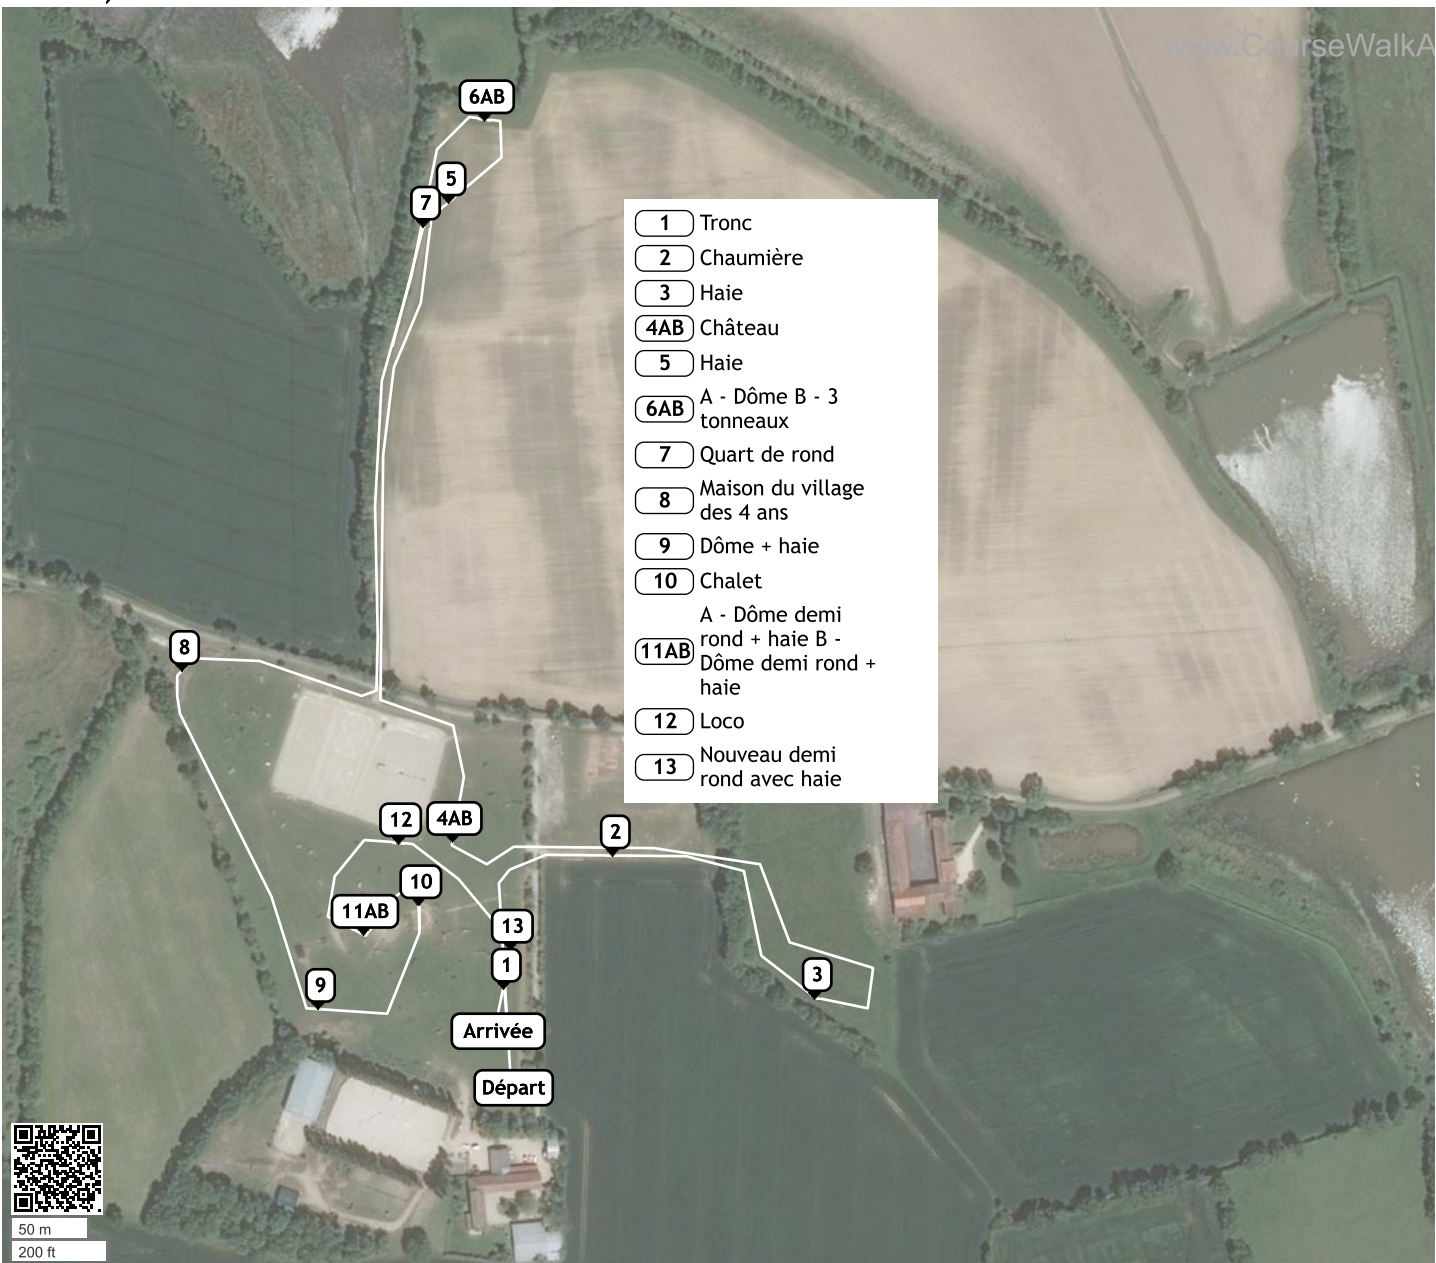 www.CourseWalkA
6AB
5
7
1 Tronc
2 Chaumière
3 Haie
4AB Château
5 Haie
6AB A - Dôme B - 3
tonneaux
7 Quart de rond
8 Maison du village
des 4 ans
9 Dôme + haie
10 Chalet
11AB A - Dôme demi
rond + haie B -
Dôme demi rond +
haie
12 Loco
13 Nouveau demi
rond avec haie
8
12
4AB
2
10
11AB
13
1
3
9
Arrivée
Départ
50 m
200 ft